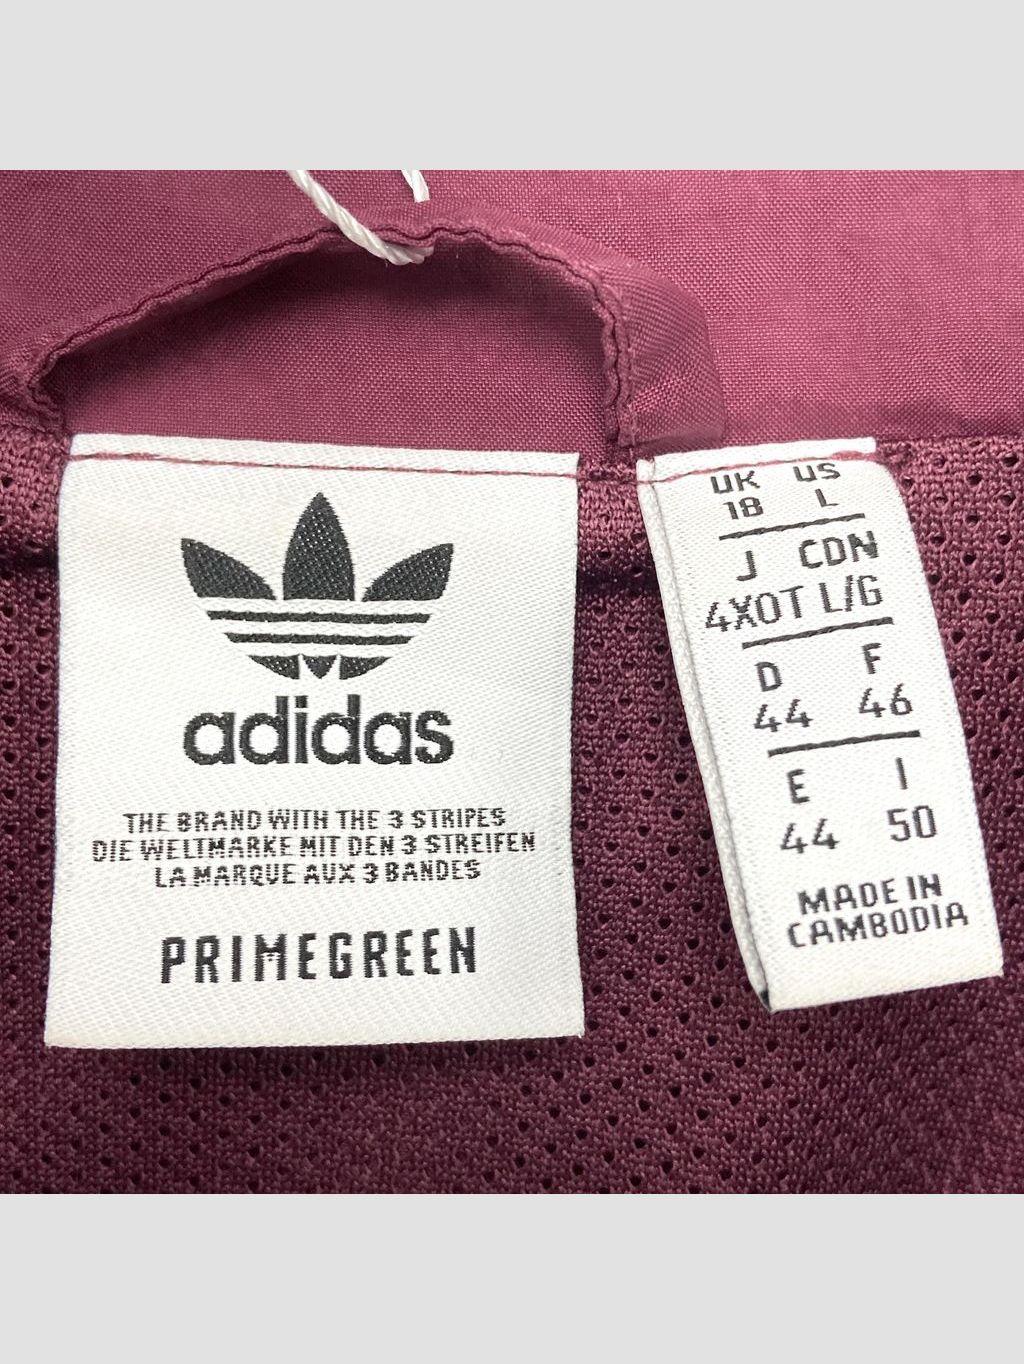 adidas
THE BRAND WITH THE 3 STRIPES
DIE WELTMARKE MIT DEN 3 STREIFEN
LA MARQUE AUX 3 BANDES
PRIMEGREEN
UK US
18 L
J CDN
4XOT L/G
D F
44 46
E I
44 50
MADE IN
CAMBODIA